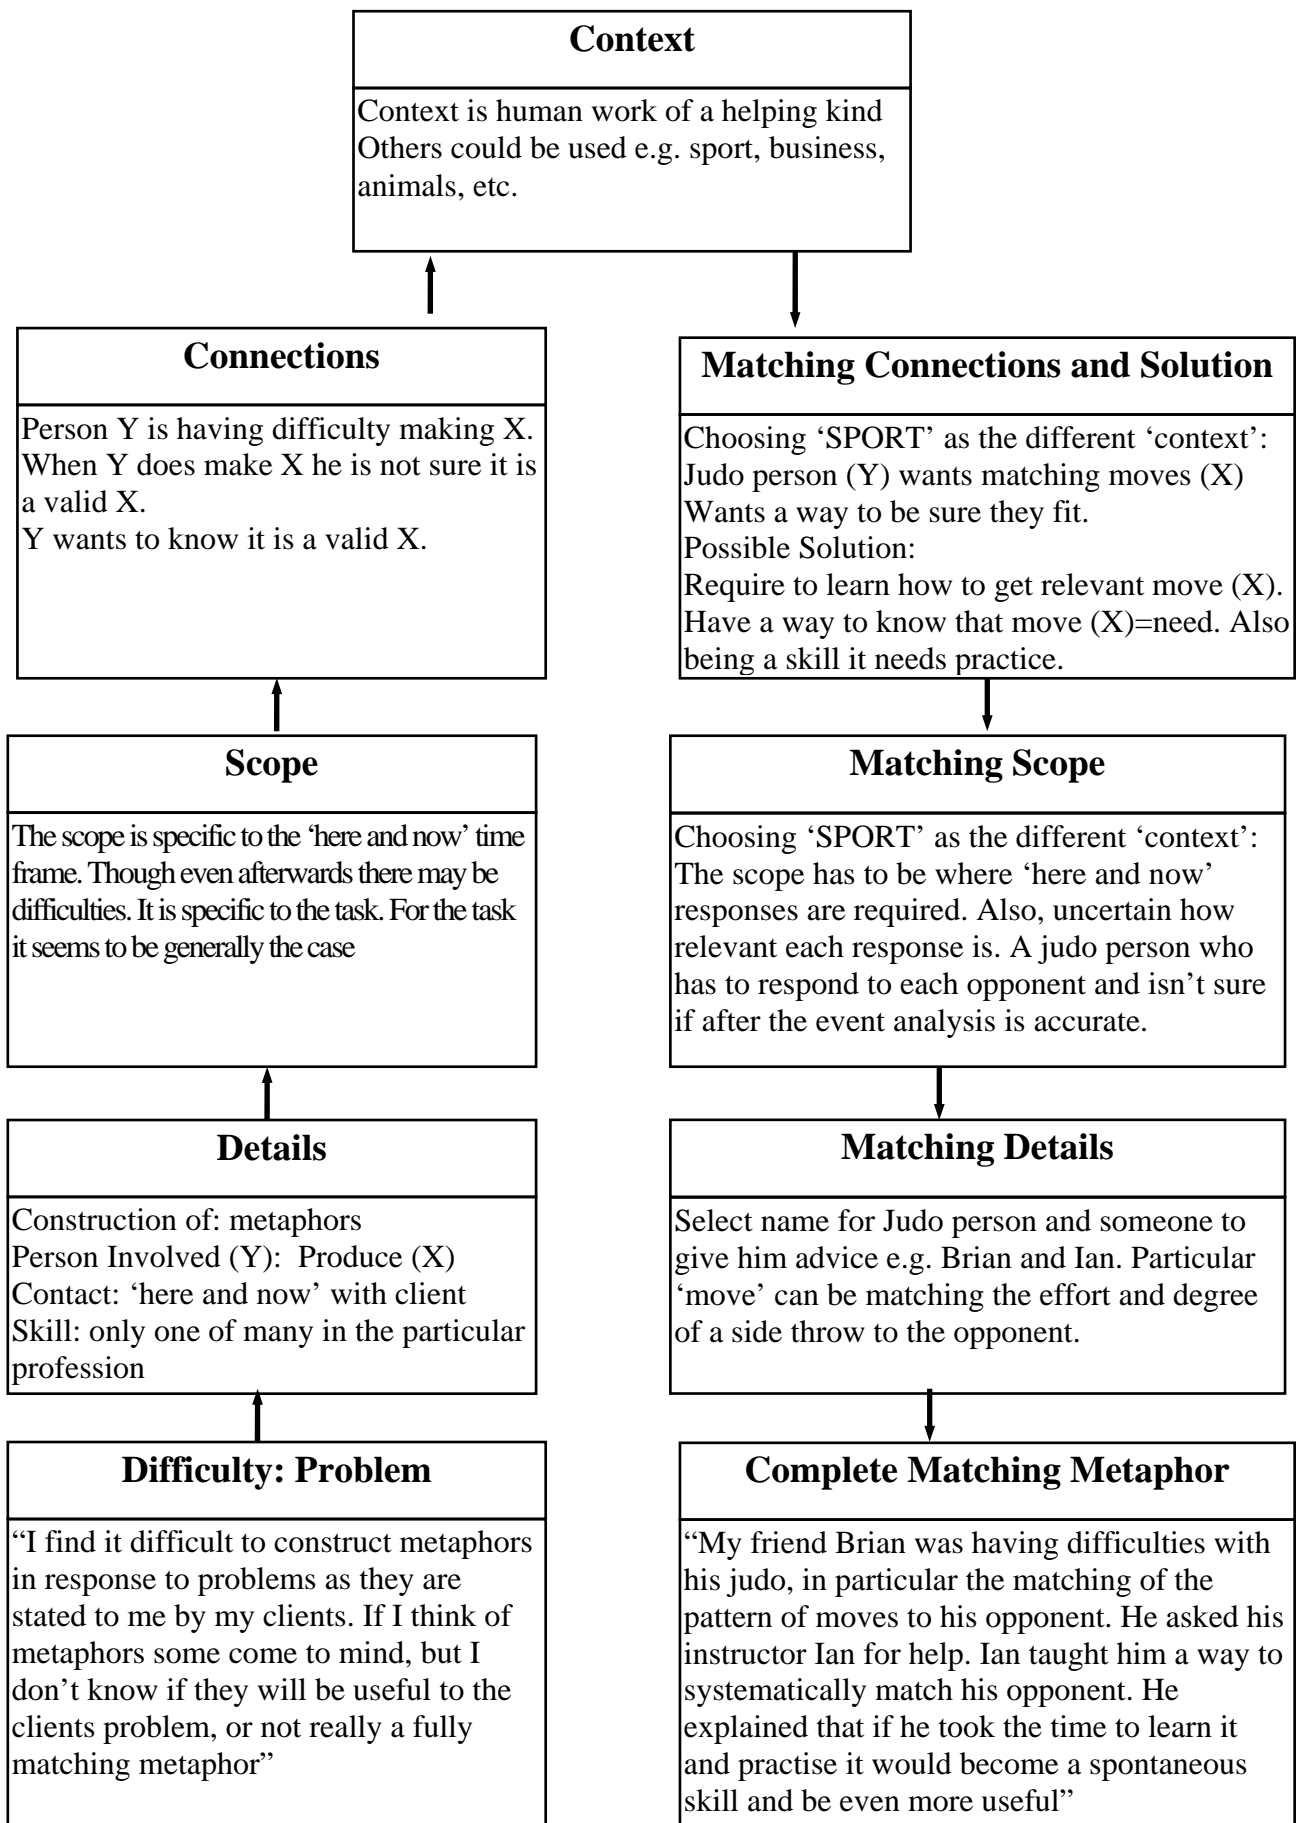 Context
Context is human work of a helping kind
Others could be used e.g. sport, business,
animals, etc.
Connections
Person Y is having difficulty making X.
When Y does make X he is not sure it is
a valid X.
Y wants to know it is a valid X.
Matching Connections and Solution
Choosing ‘SPORT’ as the different ‘context’:
Judo person (Y) wants matching moves (X)
Wants a way to be sure they fit.
Possible Solution:
Require to learn how to get relevant move (X).
Have a way to know that move (X)=need. Also
being a skill it needs practice.
Scope
The scope is specific to the ‘here and now’ time
frame. Though even afterwards there may be
difficulties. It is specific to the task. For the task
it seems to be generally the case
Matching Scope
Choosing ‘SPORT’ as the different ‘context’:
The scope has to be where ‘here and now’
responses are required. Also, uncertain how
relevant each response is. A judo person who
has to respond to each opponent and isn’t sure
if after the event analysis is accurate.
Details
Construction of: metaphors
Person Involved (Y): Produce (X)
Contact: ‘here and now’ with client
Skill: only one of many in the particular
profession
Matching Details
Select name for Judo person and someone to
give him advice e.g. Brian and Ian. Particular
‘move’ can be matching the effort and degree
of a side throw to the opponent.
Difficulty: Problem
“I find it difficult to construct metaphors
in response to problems as they are
stated to me by my clients. If I think of
metaphors some come to mind, but I
don’t know if they will be useful to the
clients problem, or not really a fully
matching metaphor”
Complete Matching Metaphor
“My friend Brian was having difficulties with
his judo, in particular the matching of the
pattern of moves to his opponent. He asked his
instructor Ian for help. Ian taught him a way to
systematically match his opponent. He
explained that if he took the time to learn it
and practise it would become a spontaneous
skill and be even more useful”